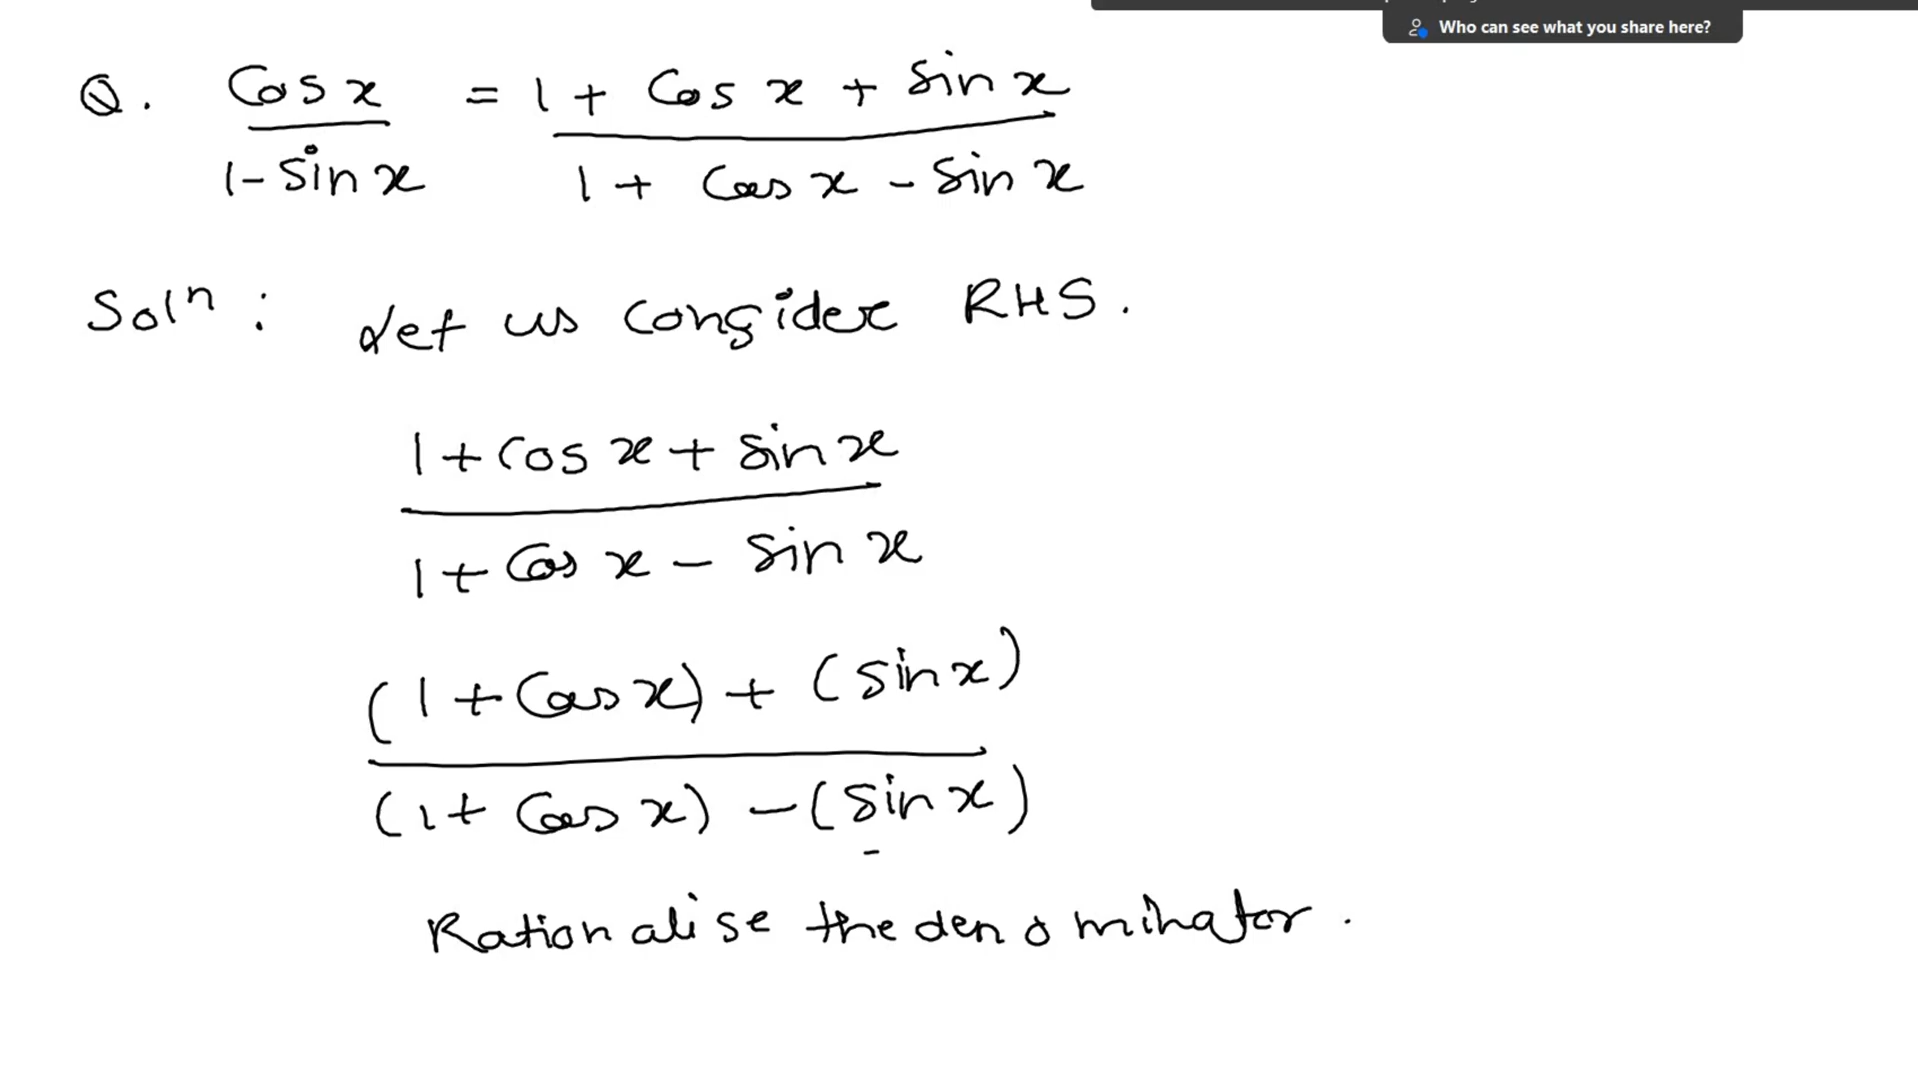 Who can see what you share here?
Q. Cos x = 1 + Cos x + sin x
1 - sin x 1 + Cos x - sin x
Solⁿ : Let us consider RHS.
1 + Cos x + sin x
1 + Cos x - sin x
(1 + Cos x) + (sin x)
(1 + Cos x) - (sin x)
Rationalise the denominator.